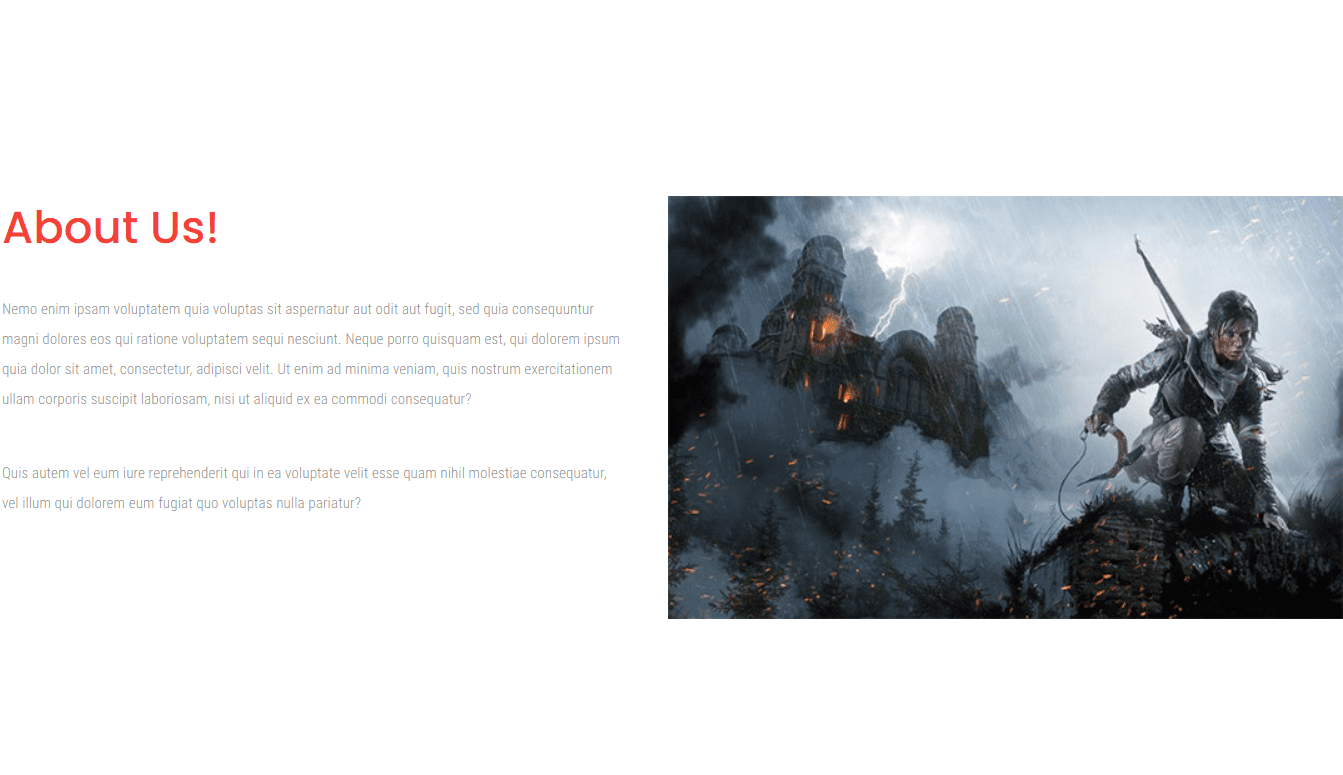 About Us!
Nemo enim ipsam voluptatem quia voluptas sit aspernatur aut odit aut fugit, sed quia consequuntur
magni dolores eos qui ratione voluptatem sequi nesciunt. Neque porro quisquam est, qui dolorem ipsum
quia dolor sit amet, consectetur, adipisci velit. Ut enim ad minima veniam, quis nostrum exercitationem
ullam corporis suscipit laboriosam, nisi ut aliquid ex ea commodi consequatur?
Quis autem vel eum iure reprehenderit qui in ea voluptate velit esse quam nihil molestiae consequatur,
vel illum qui dolorem eum fugiat quo voluptas nulla pariatur?